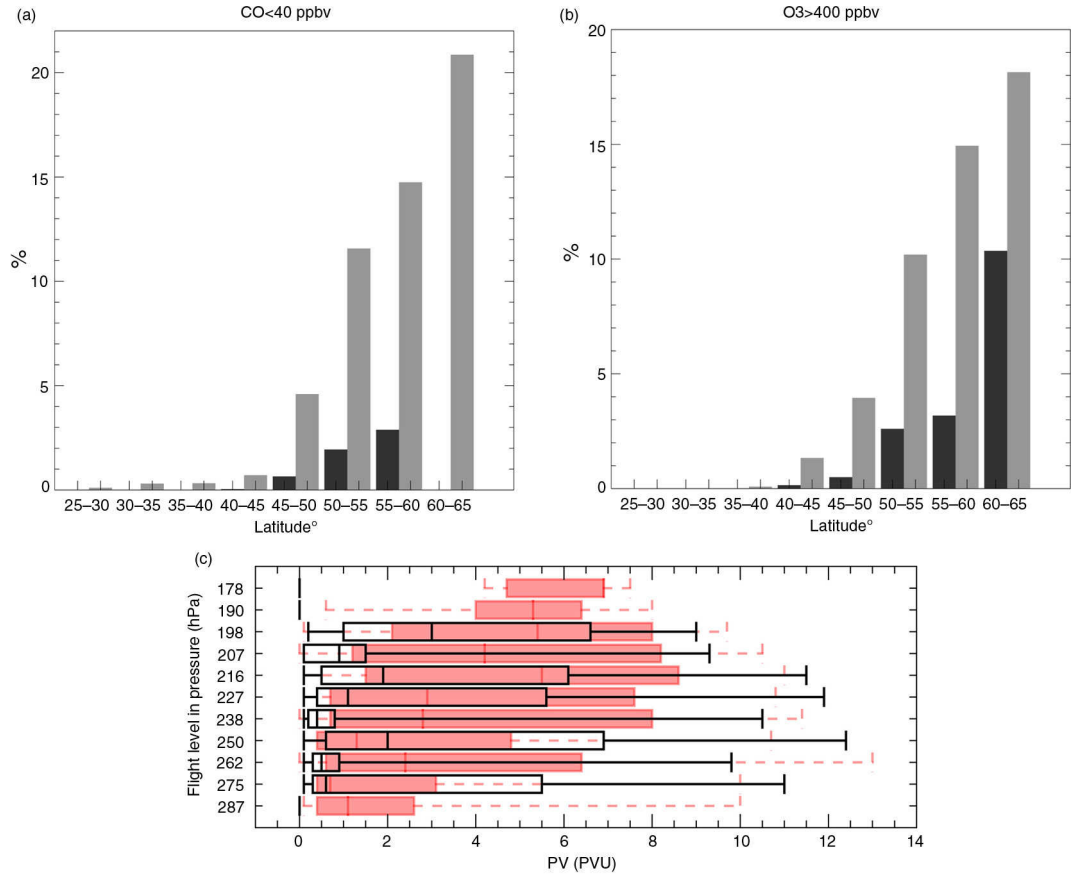 (a)
CO<40 ppbv
20
15
10
5
0
%
25–30 30–35 35–40 40–45 45–50 50–55 55–60 60–65
Latitude°
(b)
O3>400 ppbv
20
15
10
5
0
%
25–30 30–35 35–40 40–45 45–50 50–55 55–60 60–65
Latitude°
(c)
Flight level in pressure (hPa)
178
190
198
207
216
227
238
250
262
275
287
0 2 4 6 8 10 12 14
PV (PVU)